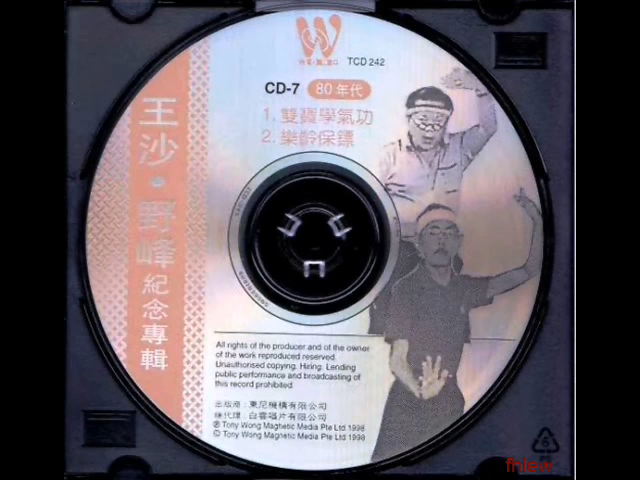 W
TCD 242
CD-7 80年代
1. 雙寶學氣功
2. 樂齡保鏢
王沙·野峰紀念專輯
All rights of the producer and of the owner
of the work reproduced reserved.
Unauthorised copying, Hiring, Lending
public performance and broadcasting of
this record prohibited.
出版商：東尼機構有限公司
總代理：白雲唱片有限公司
℗ Tony Wong Magnetic Media Pte Ltd 1998
© Tony Wong Magnetic Media Pte Ltd 1998